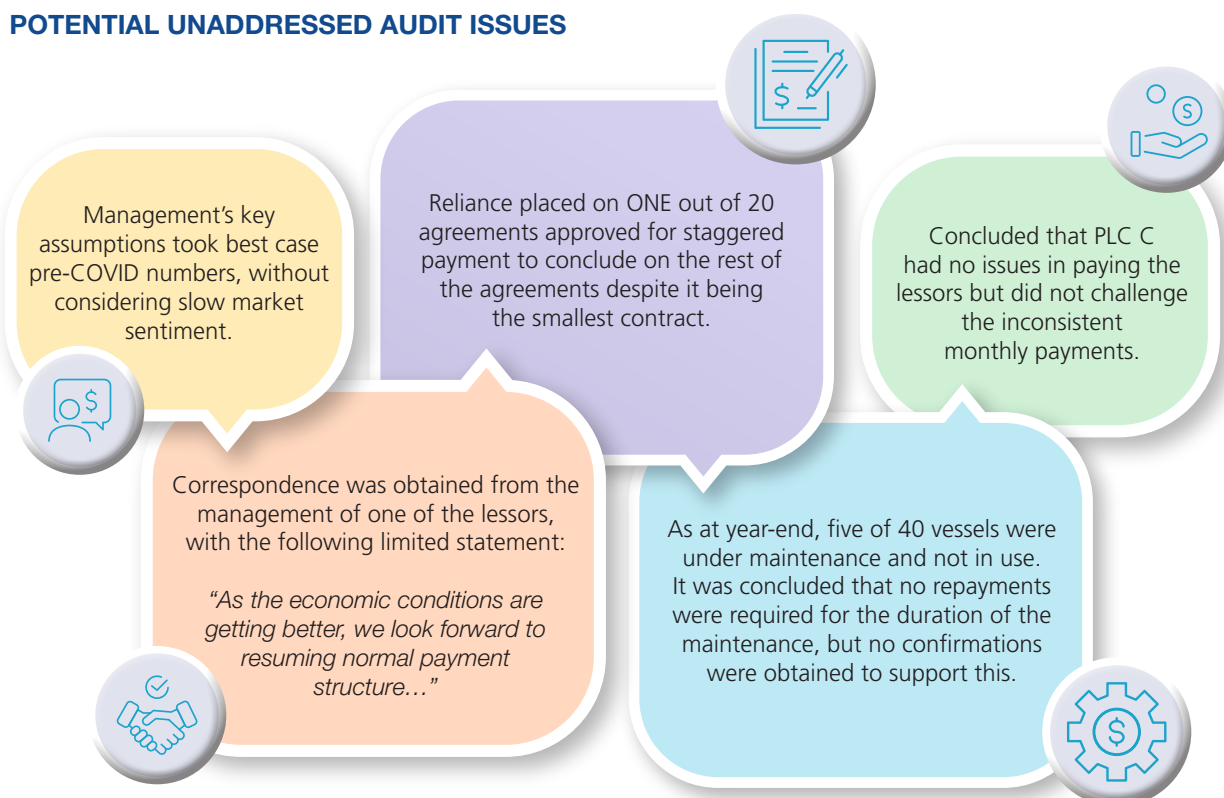 POTENTIAL UNADDRESSED AUDIT ISSUES
Management’s key
assumptions took best case
pre-COVID numbers, without
considering slow market
sentiment.
Reliance placed on ONE out of 20
agreements approved for staggered
payment to conclude on the rest of
the agreements despite it being
the smallest contract.
Concluded that PLC C
had no issues in paying the
lessors but did not challenge
the inconsistent
monthly payments.
Correspondence was obtained from the
management of one of the lessors,
with the following limited statement:
“As the economic conditions are
getting better, we look forward to
resuming normal payment
structure…”
As at year-end, five of 40 vessels were
under maintenance and not in use.
It was concluded that no repayments
were required for the duration of the
maintenance, but no confirmations
were obtained to support this.